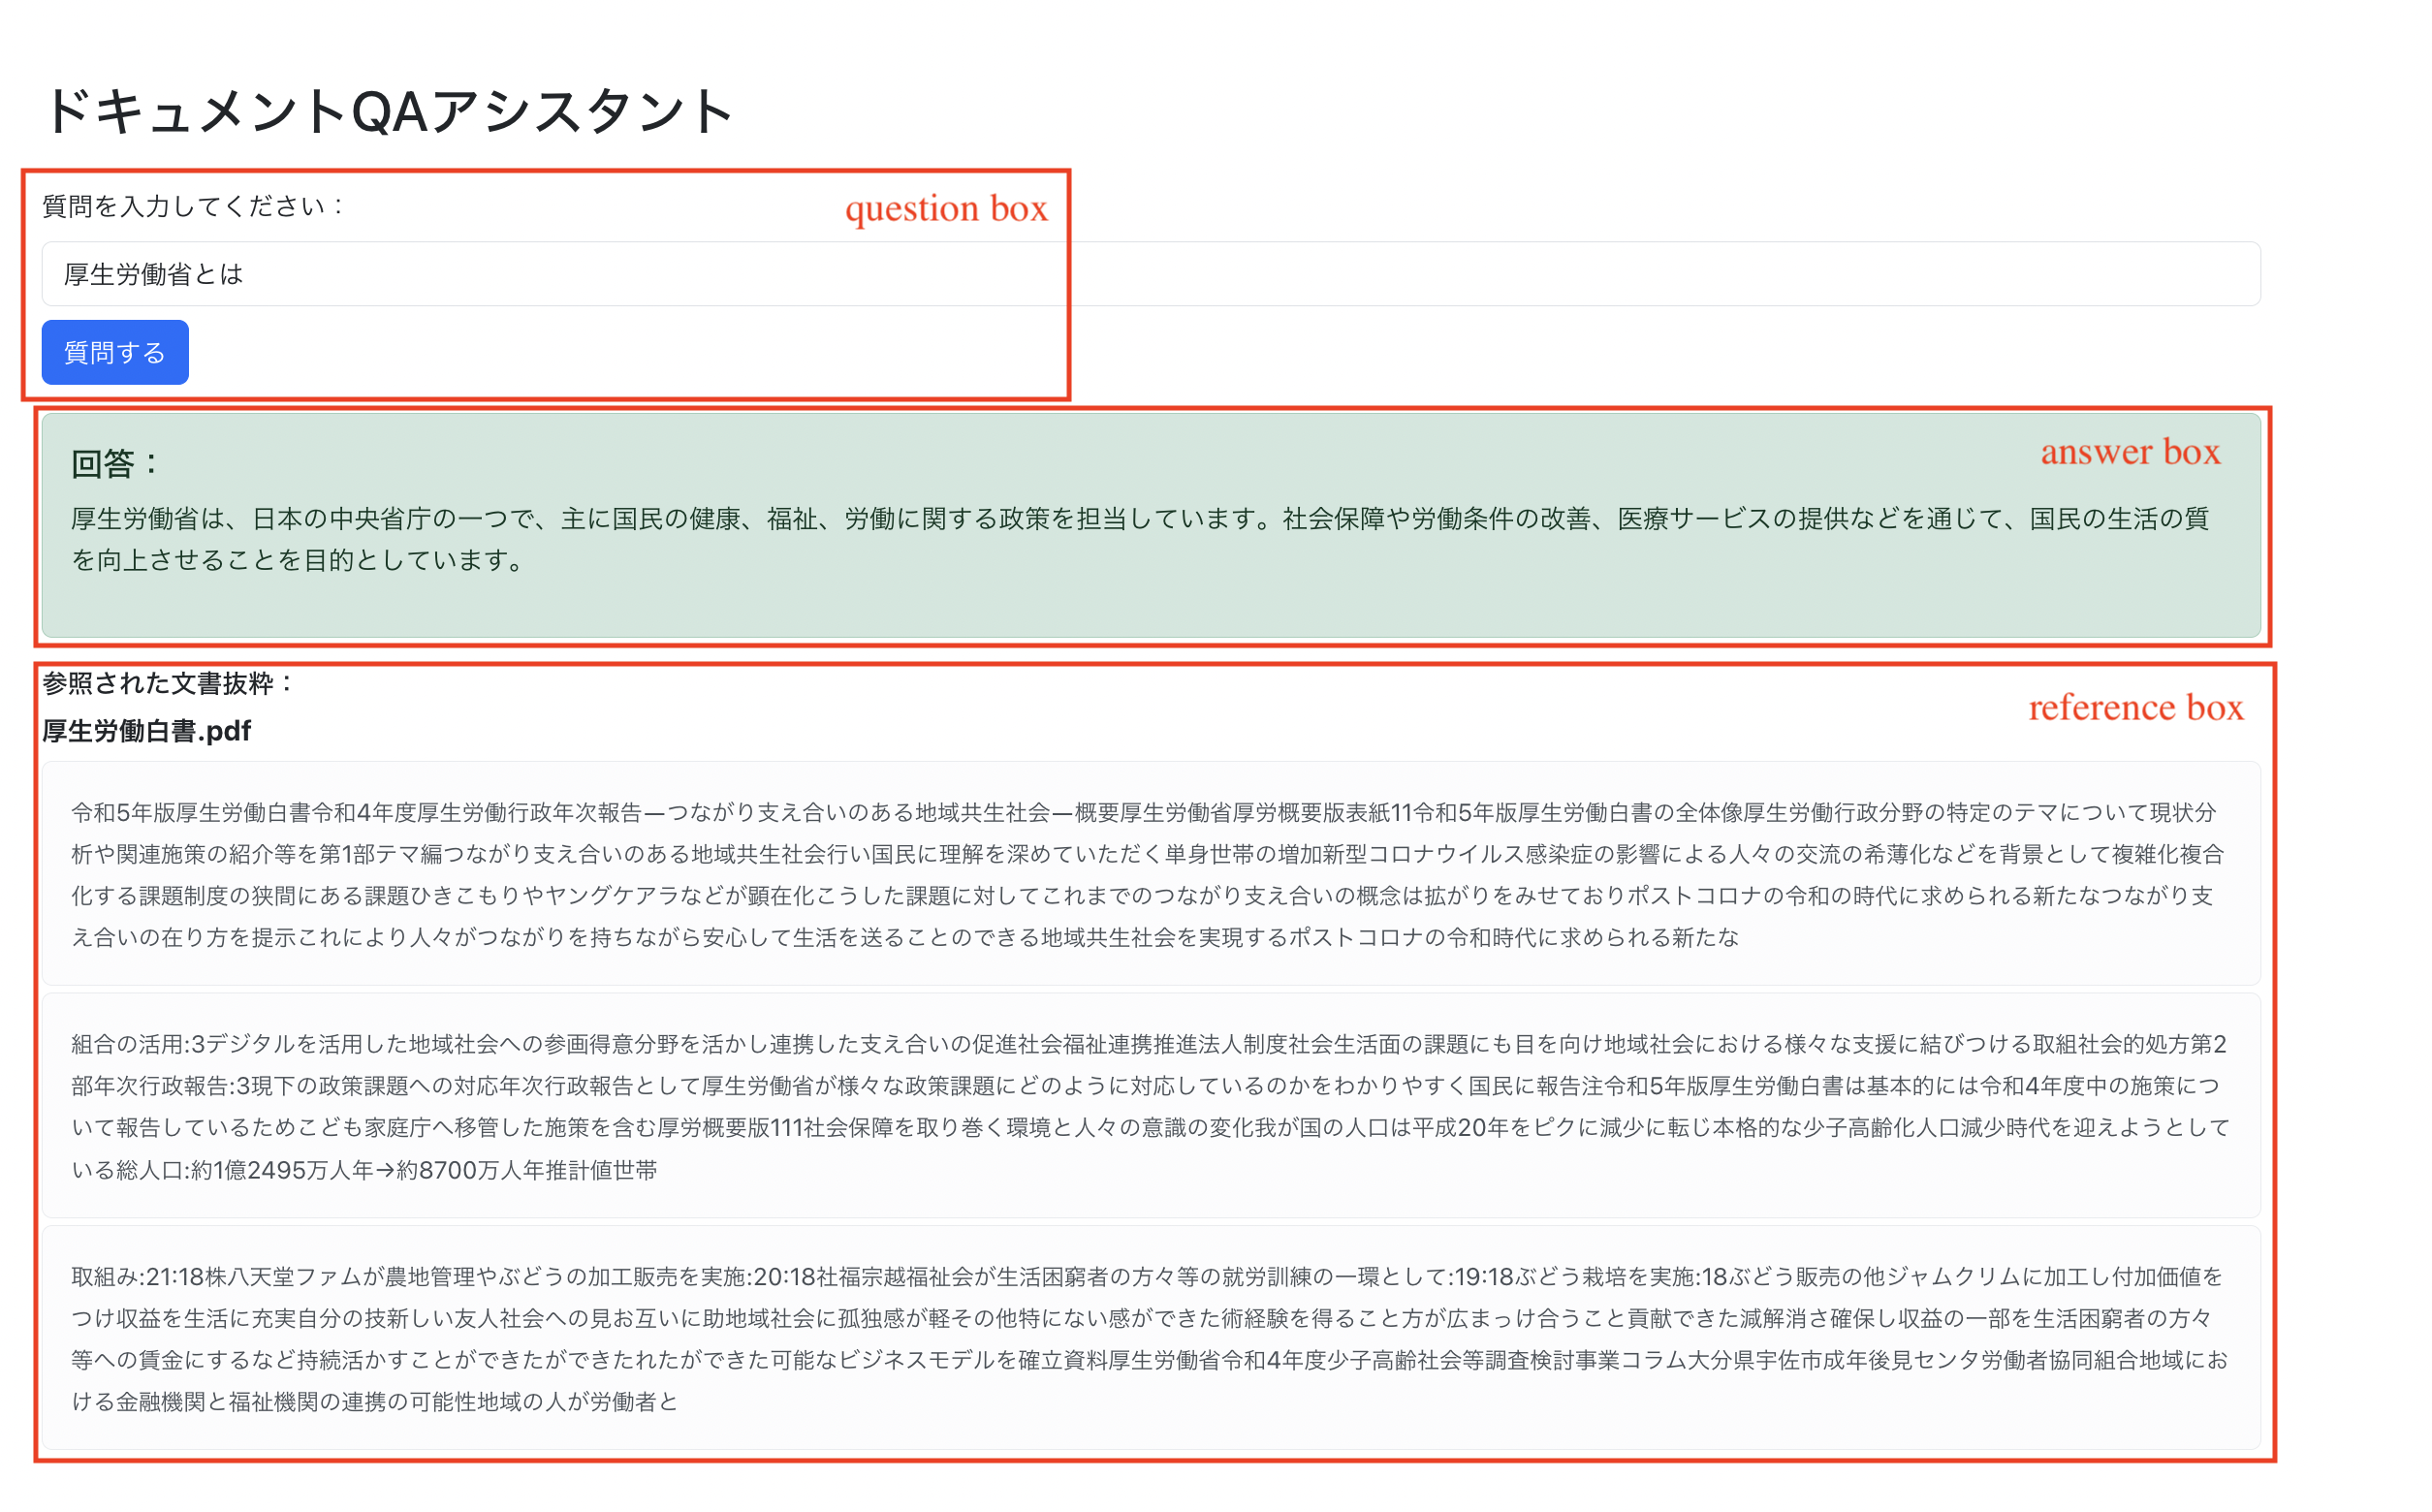 ドキュメントQAアシスタント
質問を入力してください：
question box
厚生労働省とは
質問する
回答：
answer box
厚生労働省は、日本の中央省庁の一つで、主に国民の健康、福祉、労働に関する政策を担当しています。社会保障や労働条件の改善、医療サービスの提供などを通じて、国民の生活の質
を向上させることを目的としています。
参照された文書抜粋：
reference box
厚生労働白書.pdf
令和5年版厚生労働白書令和4年度厚生労働行政年次報告—つながり支え合いのある地域共生社会—概要厚生労働省厚労概要版表紙11令和5年版厚生労働白書の全体像厚生労働行政分野の特定のテマについて現状分
析や関連施策の紹介等を第1部テマ編つながり支え合いのある地域共生社会行い国民に理解を深めていただく単身世帯の増加新型コロナウイルス感染症の影響による人々の交流の希薄化などを背景として複雑化複合
化する課題制度の狭間にある課題ひきこもりやヤングケアラなどが顕在化こうした課題に対してこれまでのつながり支え合いの概念は拡がりをみせておりポストコロナの令和の時代に求められる新たなつながり支
え合いの在り方を提示これにより人々がつながりを持ちながら安心して生活を送ることのできる地域共生社会を実現するポストコロナの令和時代に求められる新たな
組合の活用:3デジタルを活用した地域社会への参画得意分野を活かし連携した支え合いの促進社会福祉連携推進法人制度社会生活面の課題にも目を向け地域社会における様々な支援に結びつける取組社会的処方第2
部年次行政報告:3現下の政策課題への対応年次行政報告として厚生労働省が様々な政策課題にどのように対応しているのかをわかりやすく国民に報告注令和5年版厚生労働白書は基本的には令和4年度中の施策につ
いて報告しているためこども家庭庁へ移管した施策を含む厚労概要版111社会保障を取り巻く環境と人々の意識の変化我が国の人口は平成20年をピクに減少に転じ本格的な少子高齢化人口減少時代を迎えようとして
いる総人口:約1億2495万人年→約8700万人年推計値世帯
取組み:21:18株八天堂ファムが農地管理やぶどうの加工販売を実施:20:18社福宗越福祉会が生活困窮者の方々等の就労訓練の一環として:19:18ぶどう栽培を実施:18ぶどう販売の他ジャムクリムに加工し付加価値を
つけ収益を生活に充実自分の技新しい友人社会への見お互いに助地域社会に孤独感が軽その他特にない感ができた術経験を得ること方が広まっけ合うこと貢献できた減解消さ確保し収益の一部を生活困窮者の方々
等への賃金にするなど持続活かすことができたができたれたができた可能なビジネスモデルを確立資料厚生労働省令和4年度少子高齢社会等調査検討事業コラム大分県宇佐市成年後見センタ労働者協同組合地域にお
ける金融機関と福祉機関の連携の可能性地域の人が労働者と